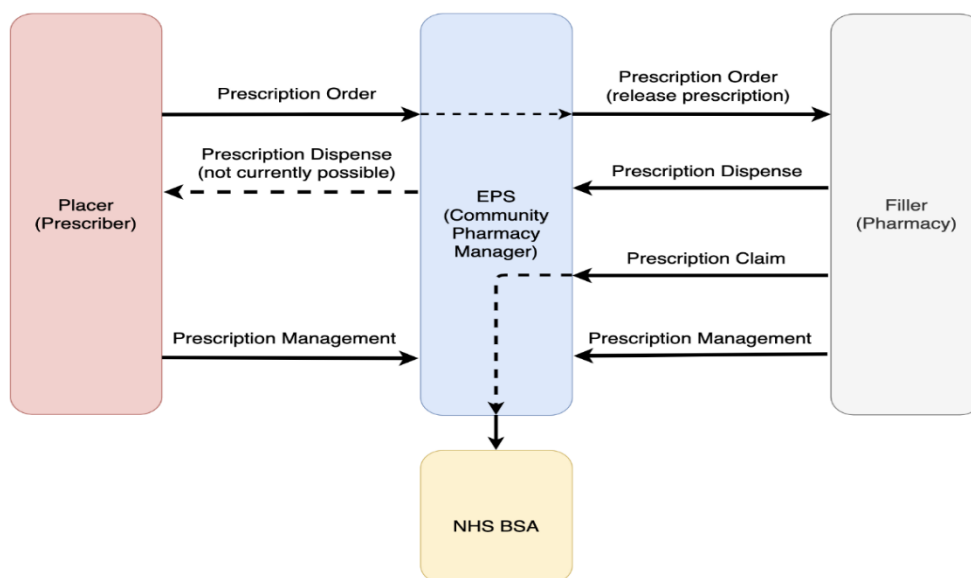 Prescription Order
Prescription Order
(release prescription)
Prescription Dispense
(not currently possible)
Prescription Dispense
Placer
(Prescriber)
EPS
(Community
Pharmacy
Manager)
Filler
(Pharmacy)
Prescription Claim
Prescription Management
Prescription Management
NHS BSA